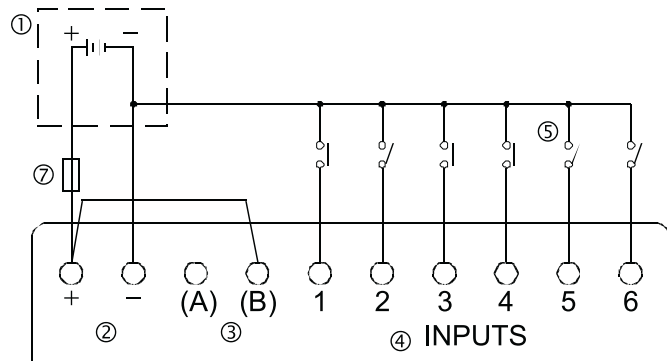 ①
+ −
⑤
⑦
+ − (A) (B) 1 2 3 4 5 6
② ③ ④ INPUTS